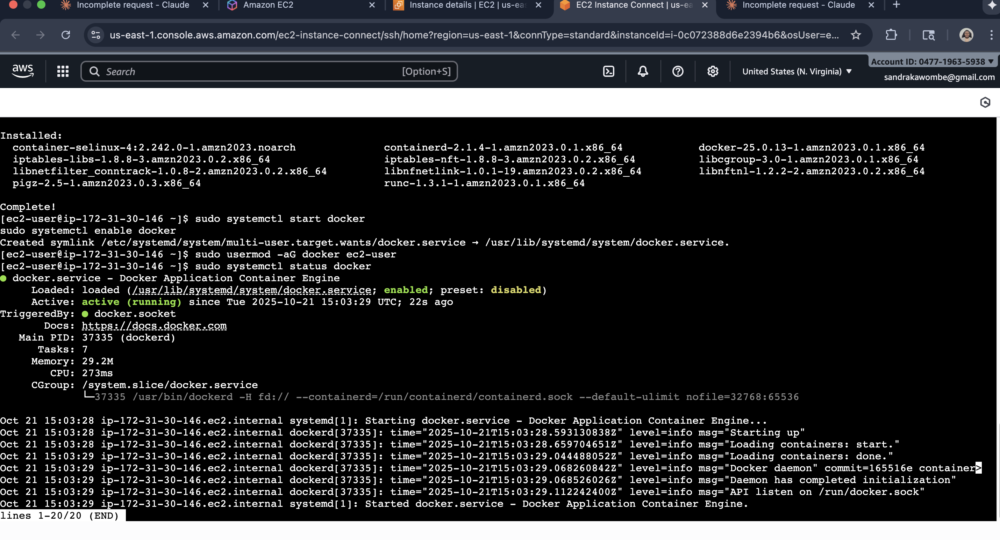 Incomplete request - Claude
Amazon EC2
Instance details | EC2 | us-eas
EC2 Instance Connect | us-ea
Incomplete request - Claude
us-east-1.console.aws.amazon.com/ec2-instance-connect/ssh/home?region=us-east-1&connType=standard&instanceId=i-0c072388d6e2394b6&osUser=e...
aws
Search
[Option+S]
United States (N. Virginia)
Account ID: 0477-1963-5938
sandrakawombe@gmail.com
Installed:
container-selinux-4:2.242.0-1.amzn2023.noarch containerd-2.1.4-1.amzn2023.0.1.x86_64 docker-25.0.13-1.amzn2023.0.1.x86_64
iptables-libs-1.8.8-3.amzn2023.0.2.x86_64 iptables-nft-1.8.8-3.amzn2023.0.2.x86_64 libcgroup-3.0-1.amzn2023.0.1.x86_64
libnetfilter_conntrack-1.0.8-2.amzn2023.0.2.x86_64 libnfnetlink-1.0.1-19.amzn2023.0.2.x86_64 libnftnl-1.2.2-2.amzn2023.0.2.x86_64
pigz-2.5-1.amzn2023.0.3.x86_64 runc-1.3.1-1.amzn2023.0.1.x86_64
Complete!
[ec2-user@ip-172-31-30-146 ~]$ sudo systemctl start docker
sudo systemctl enable docker
Created symlink /etc/systemd/system/multi-user.target.wants/docker.service → /usr/lib/systemd/system/docker.service.
[ec2-user@ip-172-31-30-146 ~]$ sudo usermod -aG docker ec2-user
[ec2-user@ip-172-31-30-146 ~]$ sudo systemctl status docker
● docker.service - Docker Application Container Engine
Loaded: loaded (/usr/lib/systemd/system/docker.service; enabled; preset: disabled)
Active: active (running) since Tue 2025-10-21 15:03:29 UTC; 22s ago
TriggeredBy: ● docker.socket
Docs: https://docs.docker.com
Main PID: 37335 (dockerd)
Tasks: 7
Memory: 29.2M
CPU: 273ms
CGroup: /system.slice/docker.service
└─37335 /usr/bin/dockerd -H fd:// --containerd=/run/containerd/containerd.sock --default-ulimit nofile=32768:65536
Oct 21 15:03:28 ip-172-31-30-146.ec2.internal systemd[1]: Starting docker.service - Docker Application Container Engine...
Oct 21 15:03:28 ip-172-31-30-146.ec2.internal dockerd[37335]: time="2025-10-21T15:03:28.593130838Z" level=info msg="Starting up"
Oct 21 15:03:28 ip-172-31-30-146.ec2.internal dockerd[37335]: time="2025-10-21T15:03:28.659704651Z" level=info msg="Loading containers: start."
Oct 21 15:03:29 ip-172-31-30-146.ec2.internal dockerd[37335]: time="2025-10-21T15:03:29.044488052Z" level=info msg="Loading containers: done."
Oct 21 15:03:29 ip-172-31-30-146.ec2.internal dockerd[37335]: time="2025-10-21T15:03:29.068260842Z" level=info msg="Docker daemon" commit=165516e container>
Oct 21 15:03:29 ip-172-31-30-146.ec2.internal dockerd[37335]: time="2025-10-21T15:03:29.068526026Z" level=info msg="Daemon has completed initialization"
Oct 21 15:03:29 ip-172-31-30-146.ec2.internal dockerd[37335]: time="2025-10-21T15:03:29.112242400Z" level=info msg="API listen on /run/docker.sock"
Oct 21 15:03:29 ip-172-31-30-146.ec2.internal systemd[1]: Started docker.service - Docker Application Container Engine.
lines 1-20/20 (END)